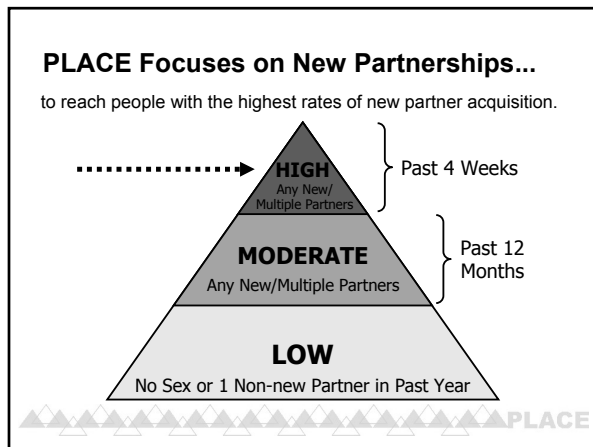 PLACE Focuses on New Partnerships...
to reach people with the highest rates of new partner acquisition.
HIGH
Any New/
Multiple Partners
Past 4 Weeks
MODERATE
Any New/Multiple Partners
Past 12
Months
LOW
No Sex or 1 Non-new Partner in Past Year
PLACE